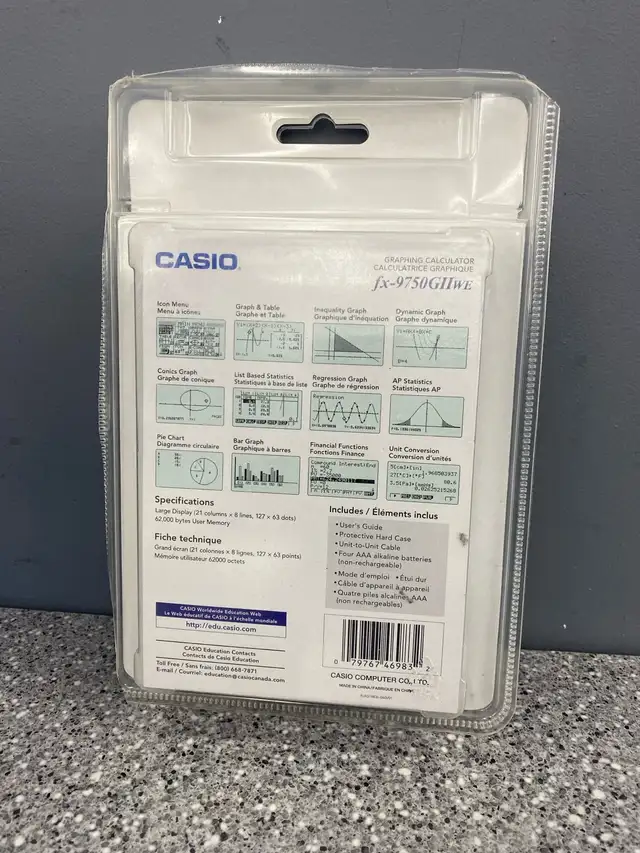 CASIO
GRAPHING CALCULATOR
CALCULATRICE GRAPHIQUE
fx-9750GIIWE
Icon Menu
Menu à icônes
Graph & Table
Graphe et Table
Inequality Graph
Graphique d'inéquation
Dynamic Graph
Graphe dynamique
Conics Graph
Graphe de conique
List Based Statistics
Statistiques à base de liste
Regression Graph
Graphe de régression
Regression
AP Statistics
Statistiques AP
Pie Chart
Diagramme circulaire
Bar Graph
Graphique à barres
Financial Functions
Fonctions Finance
Compound Interest:End
Unit Conversion
Conversion d'unités
Specifications
Large Display (21 columns × 8 lines, 127 × 63 dots)
62,000 bytes User Memory
Fiche technique
Grand écran (21 colonnes × 8 lignes, 127 × 63 points)
Mémoire utilisateur 62000 octets
Includes / Éléments inclus
• User's Guide
• Protective Hard Case
• Unit-to-Unit Cable
• Four AAA alkaline batteries
(non-rechargeable)
• Mode d'emploi • Étui dur
• Câble d'appareil à appareil
• Quatre piles alcalines AAA
(non rechargeables)
CASIO Worldwide Education Web
Le Web éducatif de CASIO à l'échelle mondiale
http://edu.casio.com
CASIO Education Contacts
Contacts de Casio Education
Toll Free / Sans frais: (800) 668-7871
E-mail / Courriel: education@casiocanada.com
0 79767 46983 2
CASIO COMPUTER CO., LTD.
MADE IN CHINA/FABRIQUÉ EN CHINE